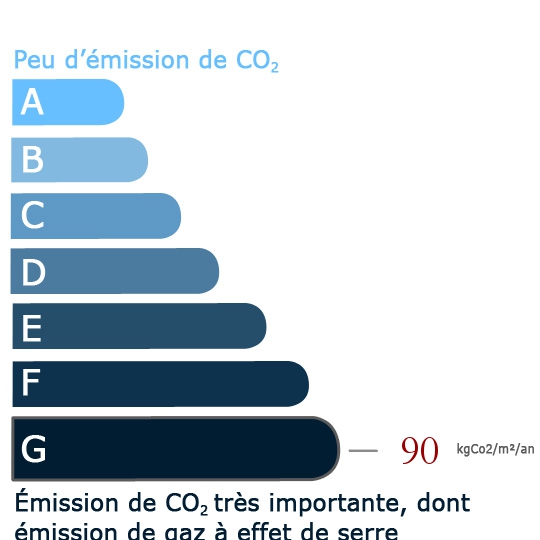 Peu d’émission de CO₂
A
B
C
D
E
F
G 90 kgCo2/m²/an
Émission de CO₂ très importante, dont
émission de gaz à effet de serre